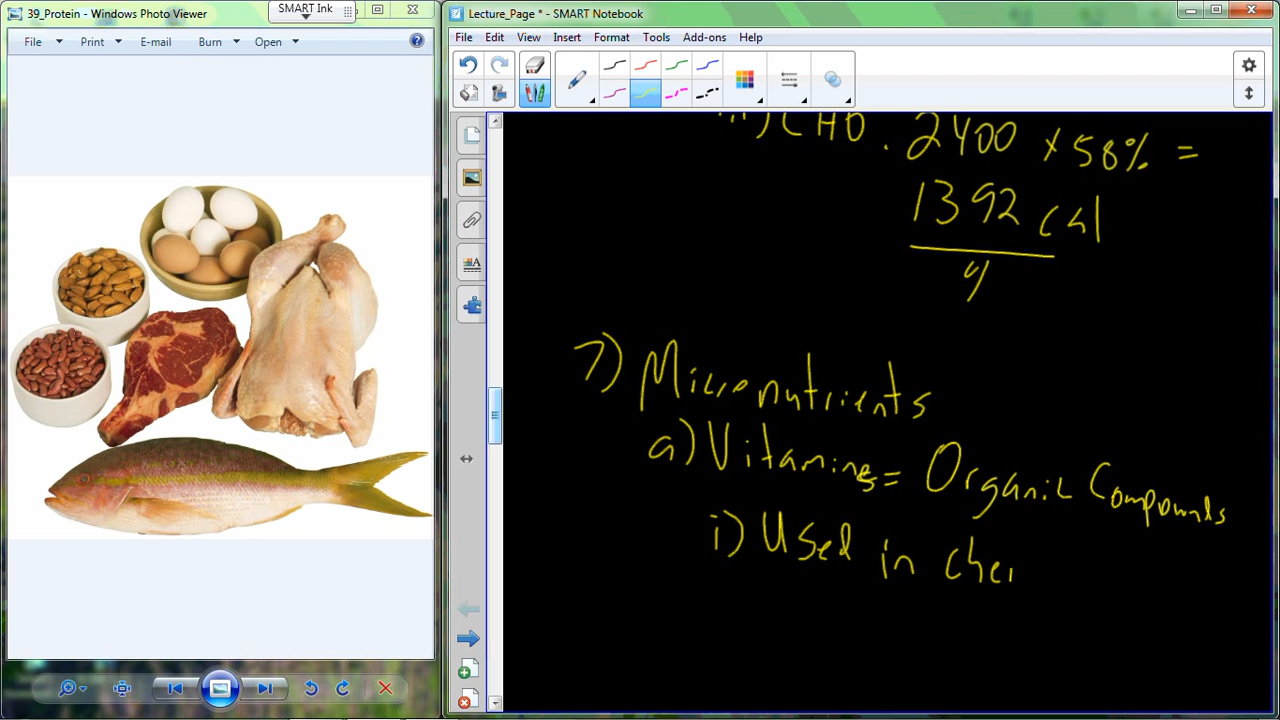 39_Protein - Windows Photo Viewer
SMART Ink
Lecture_Page * - SMART Notebook
File Print E-mail Burn Open
File Edit View Insert Format Tools Add-ons Help
CHO. 2400 x 58% =
1392 cal
4
7) Micronutrients
a) Vitamines = Organic Compounds
i) Used in che